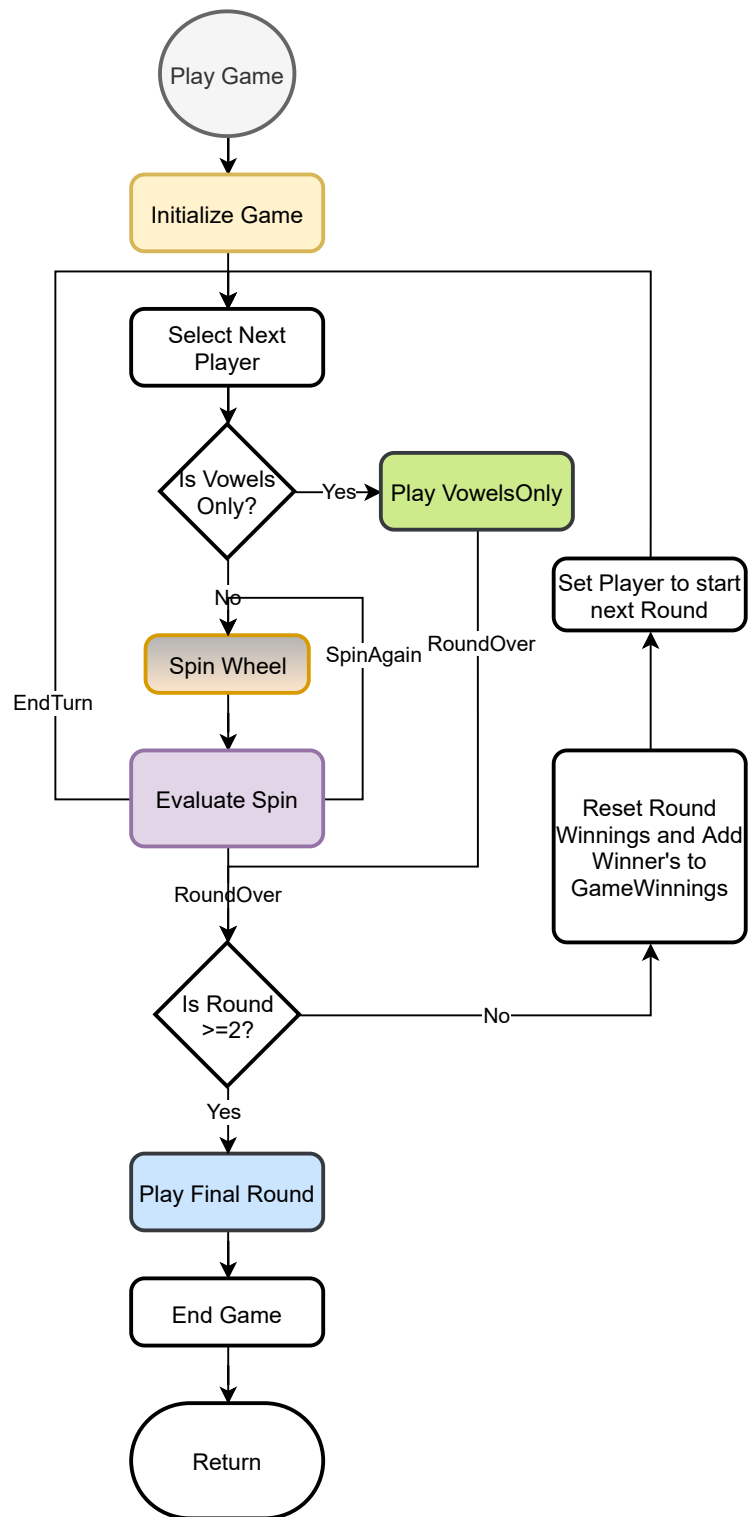 Play Game
Initialize Game
Select Next
Player
Is Vowels
Only?
Yes
Play VowelsOnly
Set Player to start
next Round
No
RoundOver
SpinAgain
Spin Wheel
EndTurn
Evaluate Spin
Reset Round
Winnings and Add
Winner's to
GameWinnings
RoundOver
Is Round
>=2?
No
Yes
Play Final Round
End Game
Return